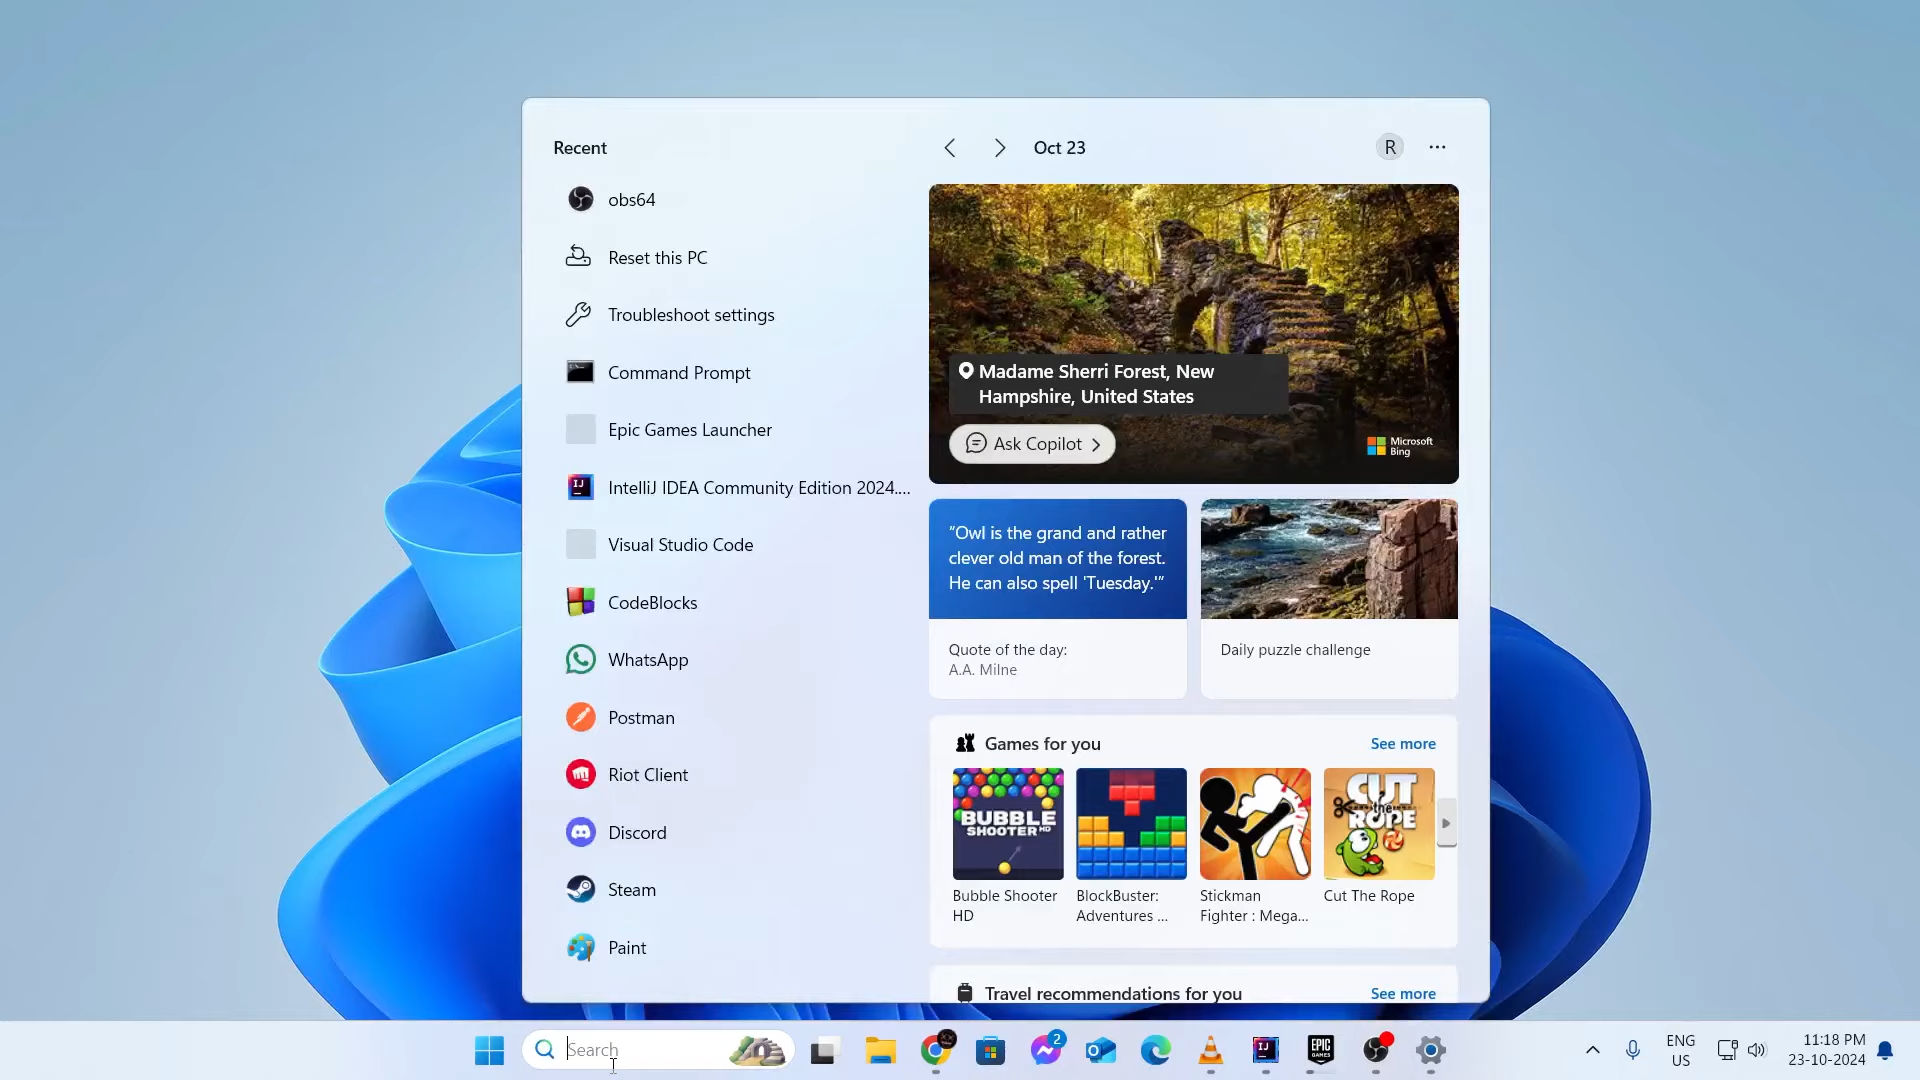 Recent
obs64
Reset this PC
Troubleshoot settings
Command Prompt
Epic Games Launcher
IntelliJ IDEA Community Edition 2024....
Visual Studio Code
CodeBlocks
WhatsApp
Postman
Riot Client
Discord
Steam
Paint
Oct 23
R
Madame Sherri Forest, New
Hampshire, United States
Ask Copilot
Microsoft
Bing
“Owl is the grand and rather
clever old man of the forest.
He can also spell 'Tuesday.'”
Quote of the day:
A.A. Milne
Daily puzzle challenge
Games for you
See more
BUBBLE
SHOOTER HD
CUT
the
ROPE
Bubble Shooter
HD
BlockBuster:
Adventures ...
Stickman
Fighter : Mega...
Cut The Rope
Travel recommendations for you
See more
Search
2
IJ
EPIC
GAMES
ENG
US
11:18 PM
23-10-2024